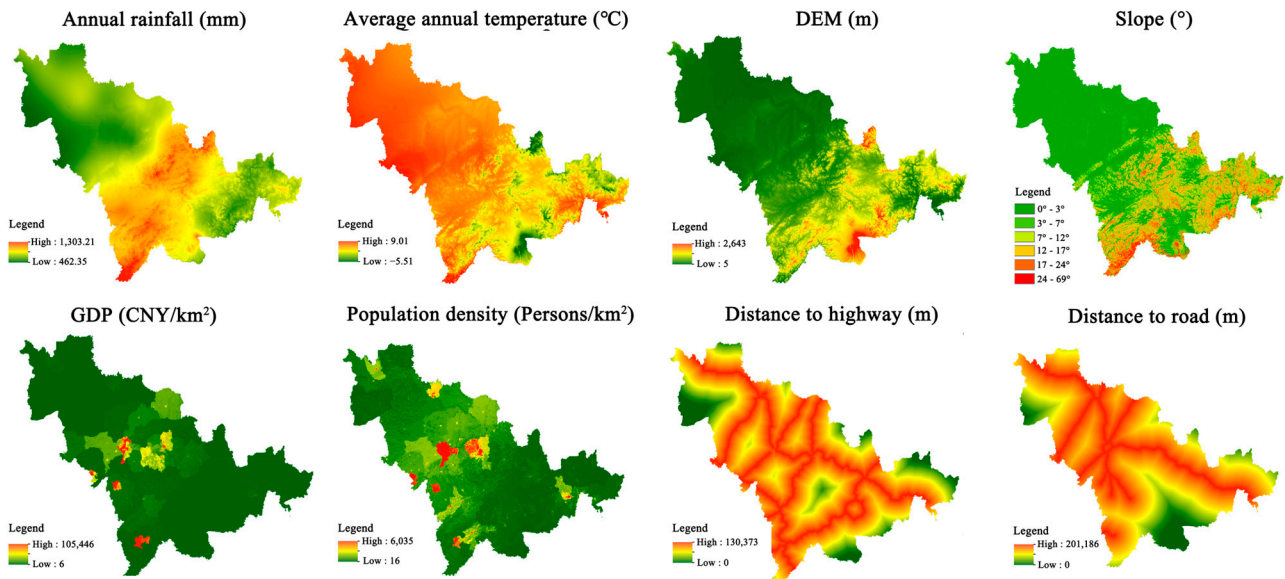 Annual rainfall (mm)
Average annual temperature (℃)
DEM (m)
Slope (°)
Legend
High : 1,303.21
Low : 462.35
Legend
High : 9.01
Low : −5.51
Legend
High : 2,643
Low : 5
Legend
0° - 3°
3° - 7°
7° - 12°
12° - 17°
17° - 24°
24 - 69°
GDP (CNY/km²)
Population density (Persons/km²)
Distance to highway (m)
Distance to road (m)
Legend
High : 105,446
Low : 6
Legend
High : 6,035
Low : 16
Legend
High : 130,373
Low : 0
Legend
High : 201,186
Low : 0